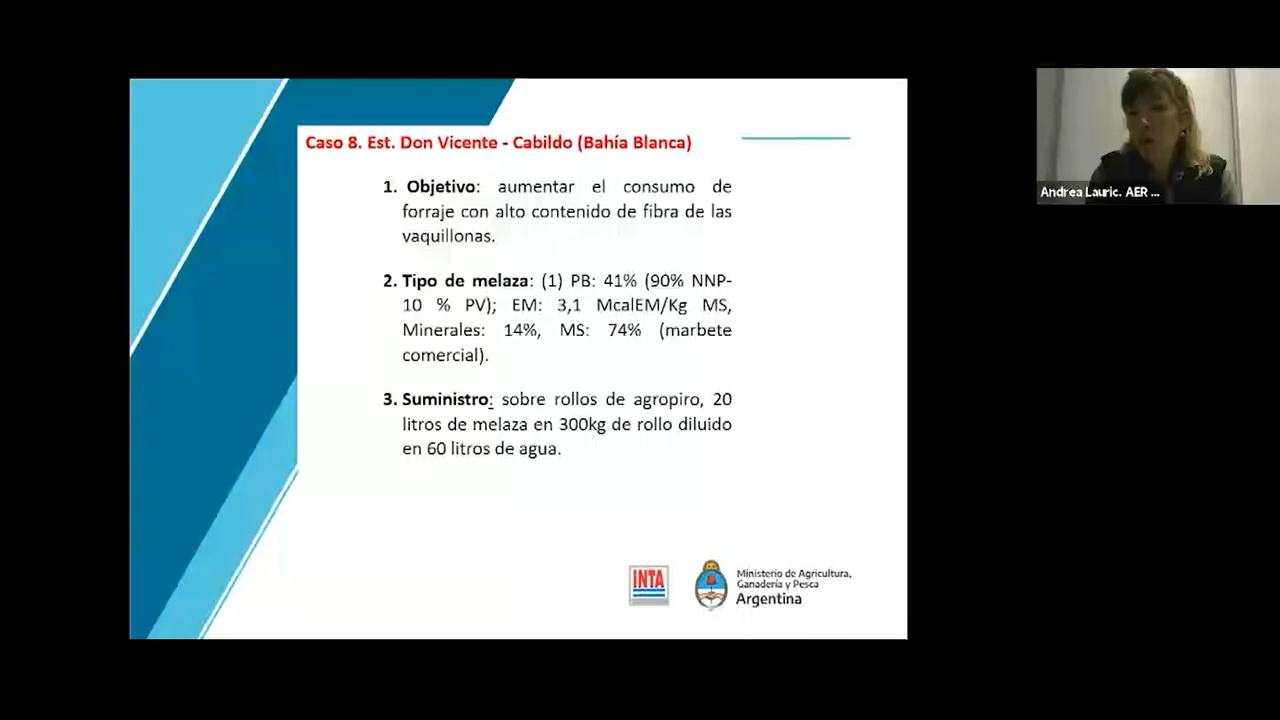 Caso 8. Est. Don Vicente - Cabildo (Bahía Blanca)
1. Objetivo: aumentar el consumo de
forraje con alto contenido de fibra de las
vaquillonas.
2. Tipo de melaza: (1) PB: 41% (90% NNP-
10 % PV); EM: 3,1 McalEM/Kg MS,
Minerales: 14%, MS: 74% (marbete
comercial).
3. Suministro: sobre rollos de agropiro, 20
litros de melaza en 300kg de rollo diluido
en 60 litros de agua.
INTA
Ministerio de Agricultura,
Ganadería y Pesca
Argentina
Andrea Lauric. AER ...